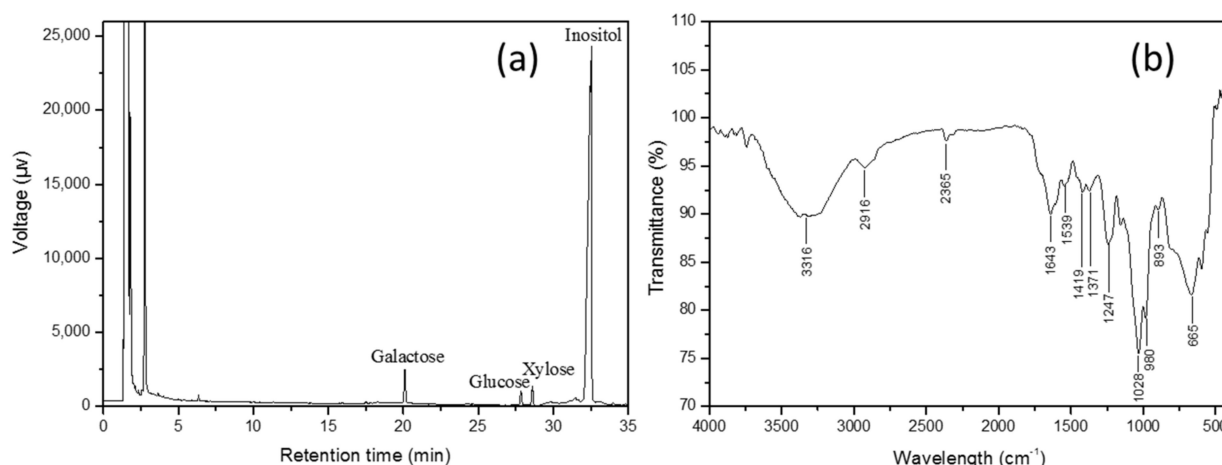 (a)
Inositol
Galactose
Glucose
Xylose
25,000
20,000
15,000
10,000
5,000
0
Voltage (μv)
0 5 10 15 20 25 30 35
Retention time (min)
(b)
110
105
100
95
90
85
80
75
70
Transmittance (%)
3316
2916
2365
1643
1539
1419
1371
1247
1028
980
893
665
4000 3500 3000 2500 2000 1500 1000 500
Wavelength (cm⁻¹)